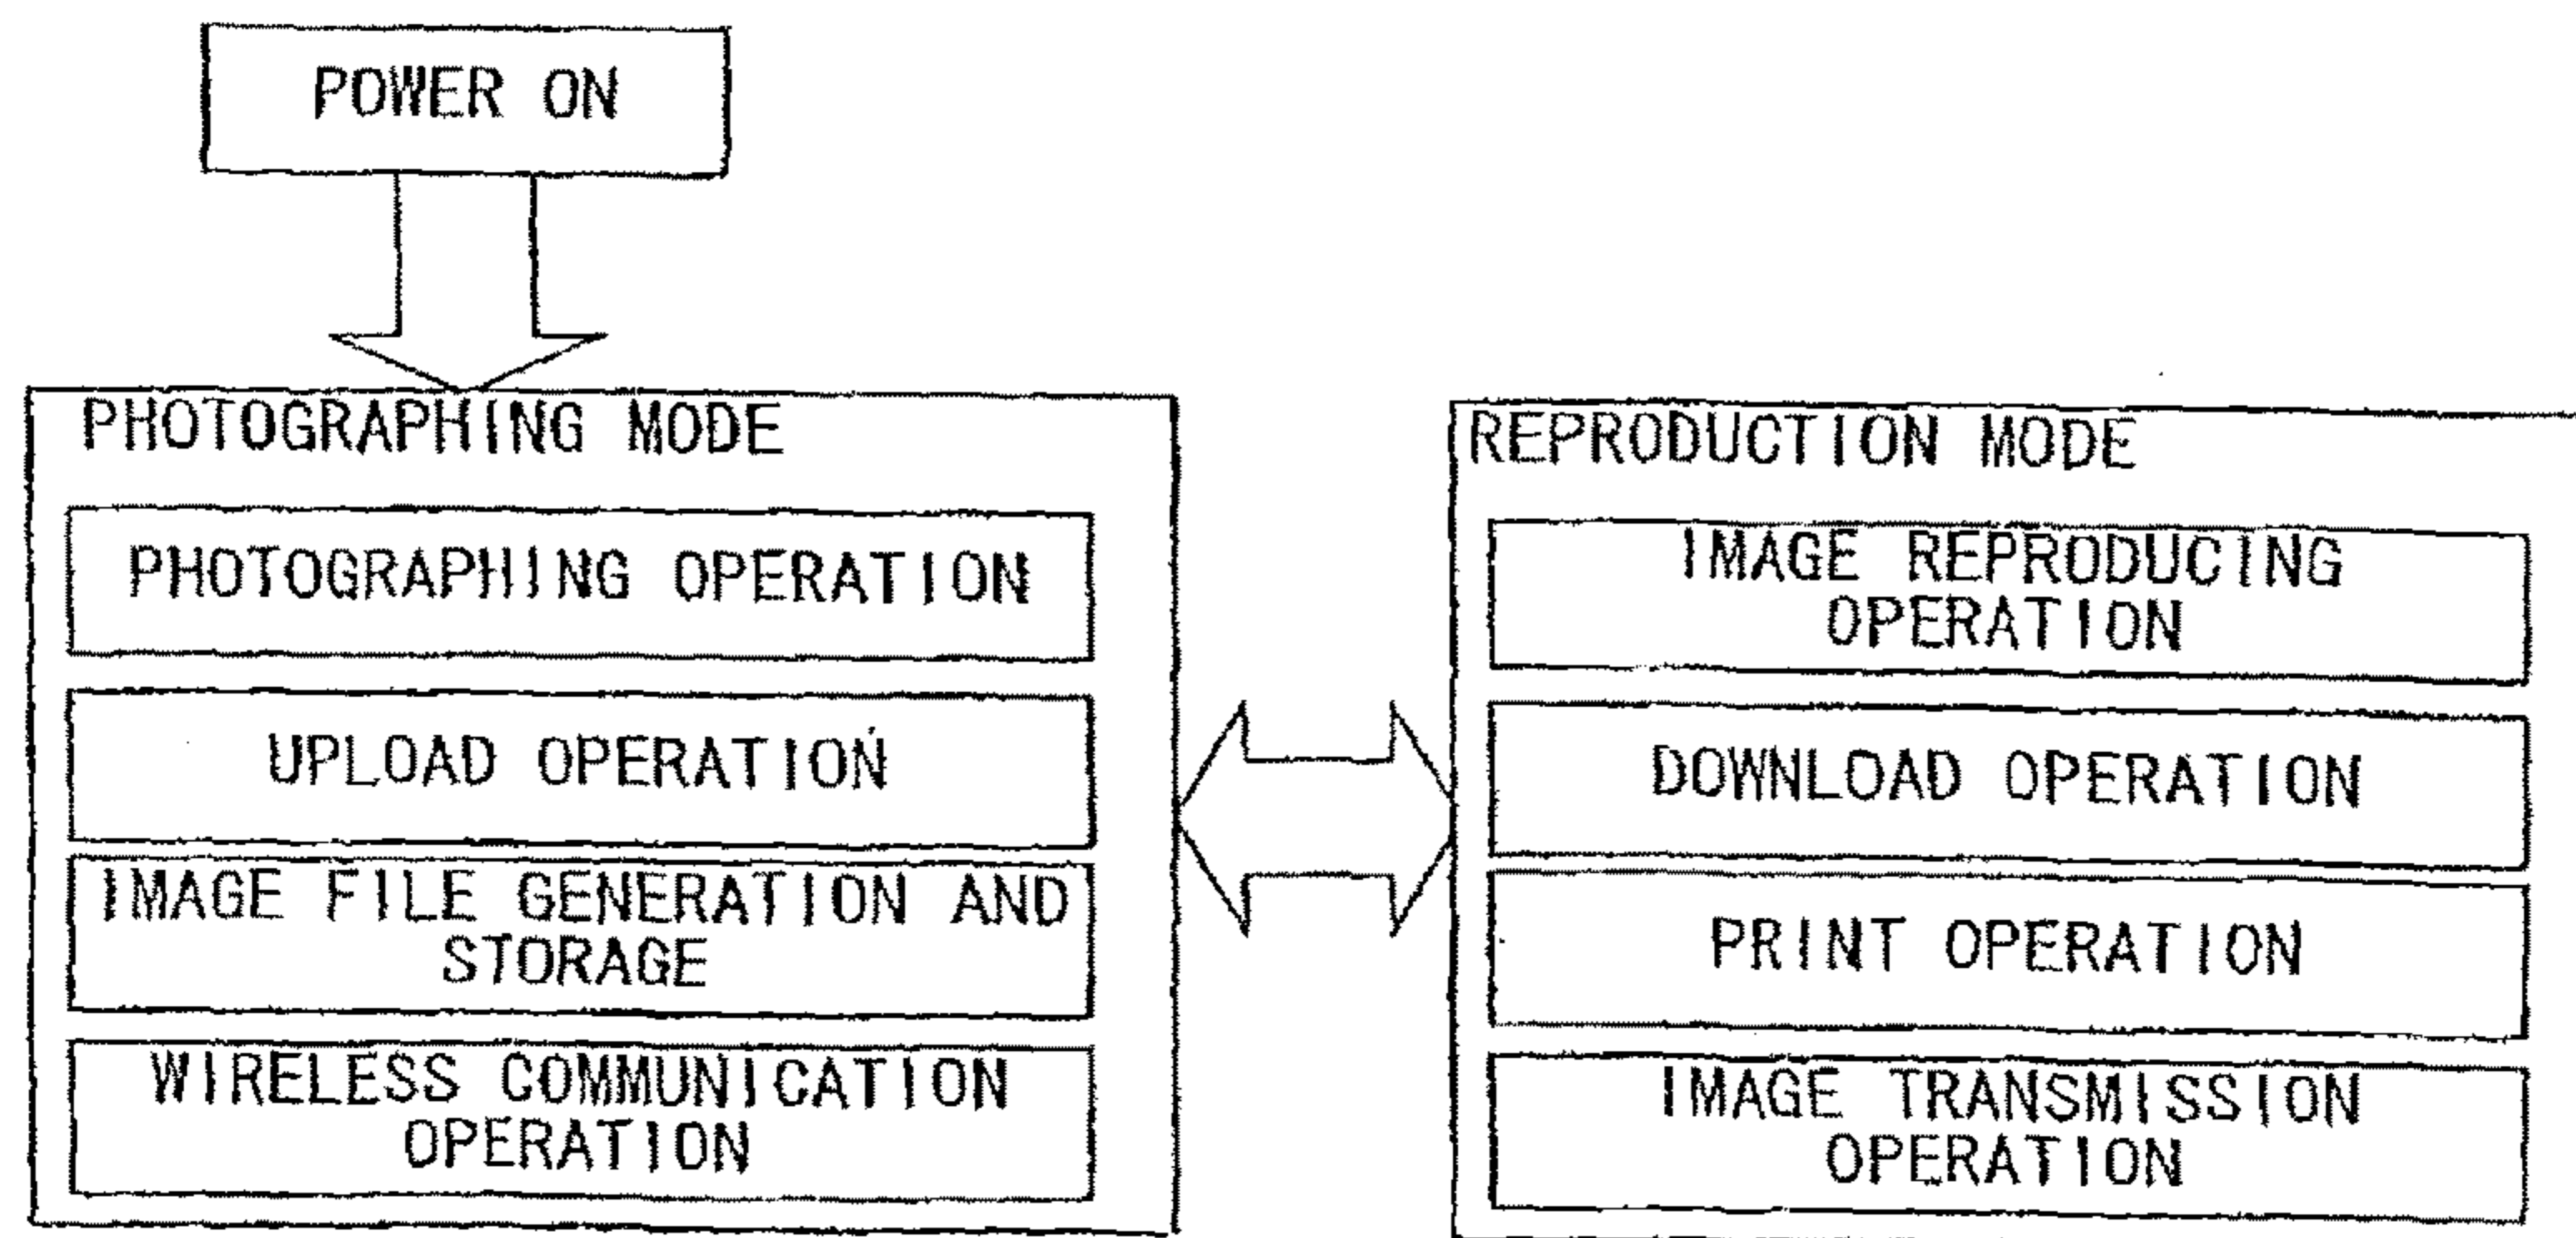 POWER ON
PHOTOGRAPHING MODE
PHOTOGRAPHING OPERATION
UPLOAD OPERATION
IMAGE FILE GENERATION AND
STORAGE
WIRELESS COMMUNICATION
OPERATION
REPRODUCTION MODE
IMAGE REPRODUCING
OPERATION
DOWNLOAD OPERATION
PRINT OPERATION
IMAGE TRANSMISSION
OPERATION